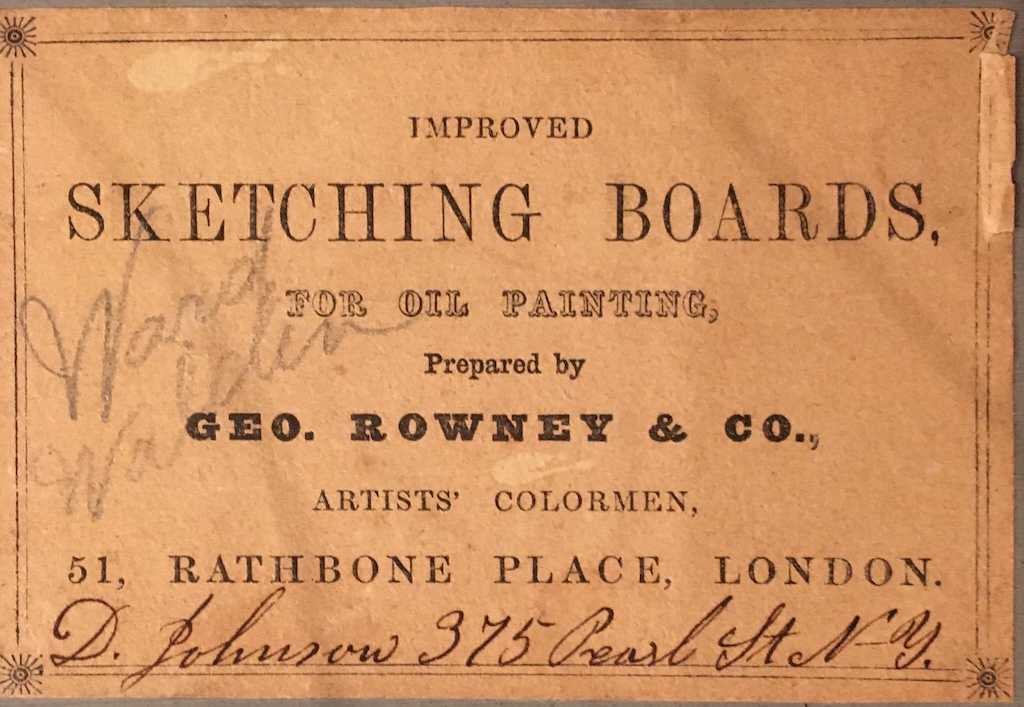 IMPROVED
SKETCHING BOARDS,
FOR OIL PAINTING,
Prepared by
GEO. ROWNEY & CO.,
ARTISTS' COLORMEN,
51, RATHBONE PLACE, LONDON.
D. Johnson 375 Pearl St N-Y.
Ward